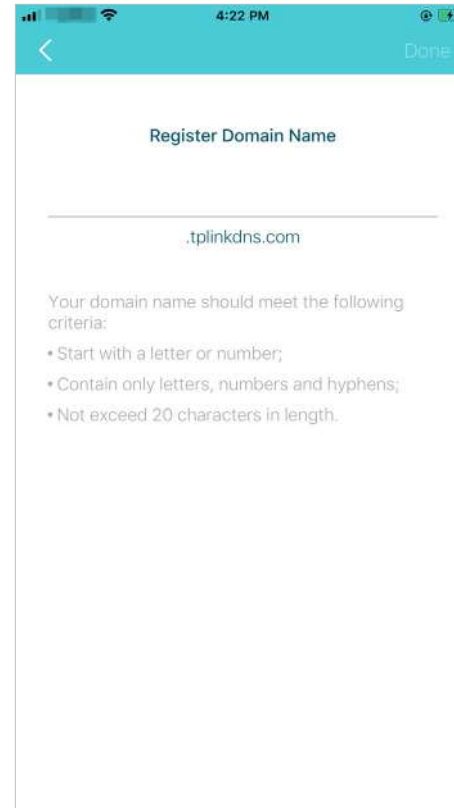 4:22 PM
Done
Register Domain Name
.tplinkdns.com
Your domain name should meet the following
criteria:
• Start with a letter or number;
• Contain only letters, numbers and hyphens;
• Not exceed 20 characters in length.